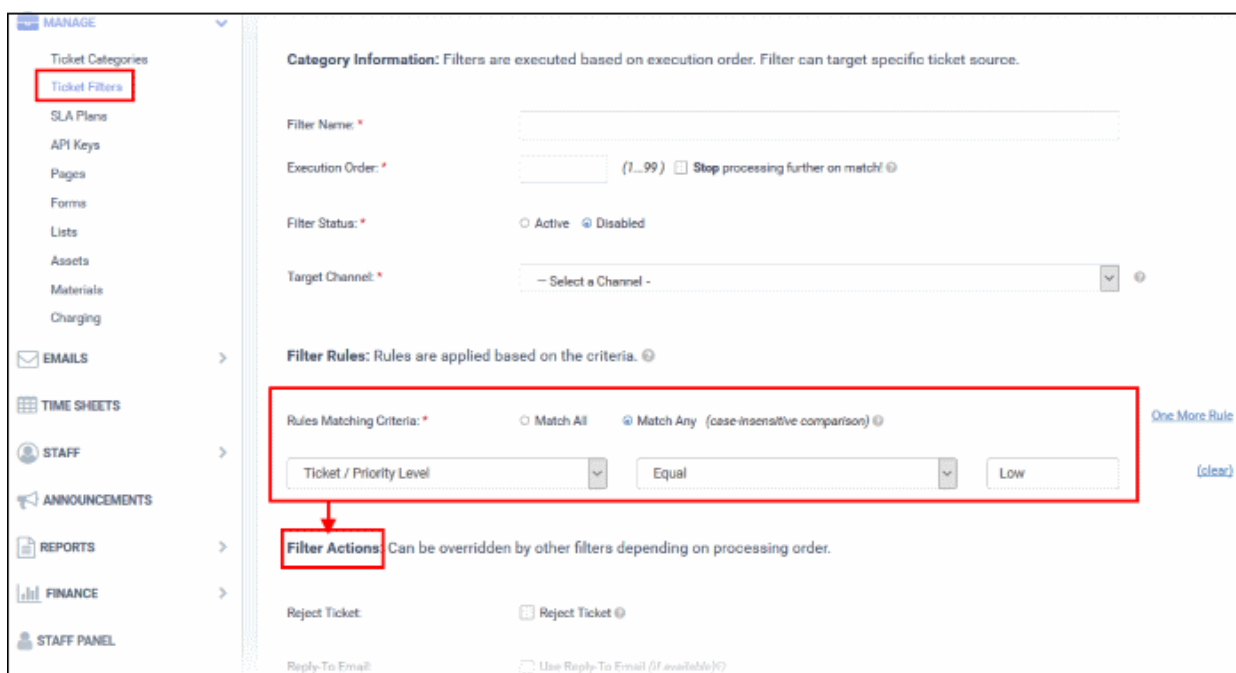 MANAGE
Ticket Categories
Ticket Filters
SLA Plans
API Keys
Pages
Forms
Lists
Assets
Materials
Charging
EMAILS
TIME SHEETS
STAFF
ANNOUNCEMENTS
REPORTS
FINANCE
STAFF PANEL
Category Information: Filters are executed based on execution order. Filter can target specific ticket source.
Filter Name: *
Execution Order: * (1...99 ) Stop processing further on match!
Filter Status: * Active Disabled
Target Channel: * -- Select a Channel -
Filter Rules: Rules are applied based on the criteria.
Rules Matching Criteria: * Match All Match Any (case-insensitive comparison) One More Rule
Ticket / Priority Level Equal Low (clear)
Filter Actions: Can be overridden by other filters depending on processing order.
Reject Ticket: Reject Ticket
Reply-To Email: Use Reply-To Email (if available)